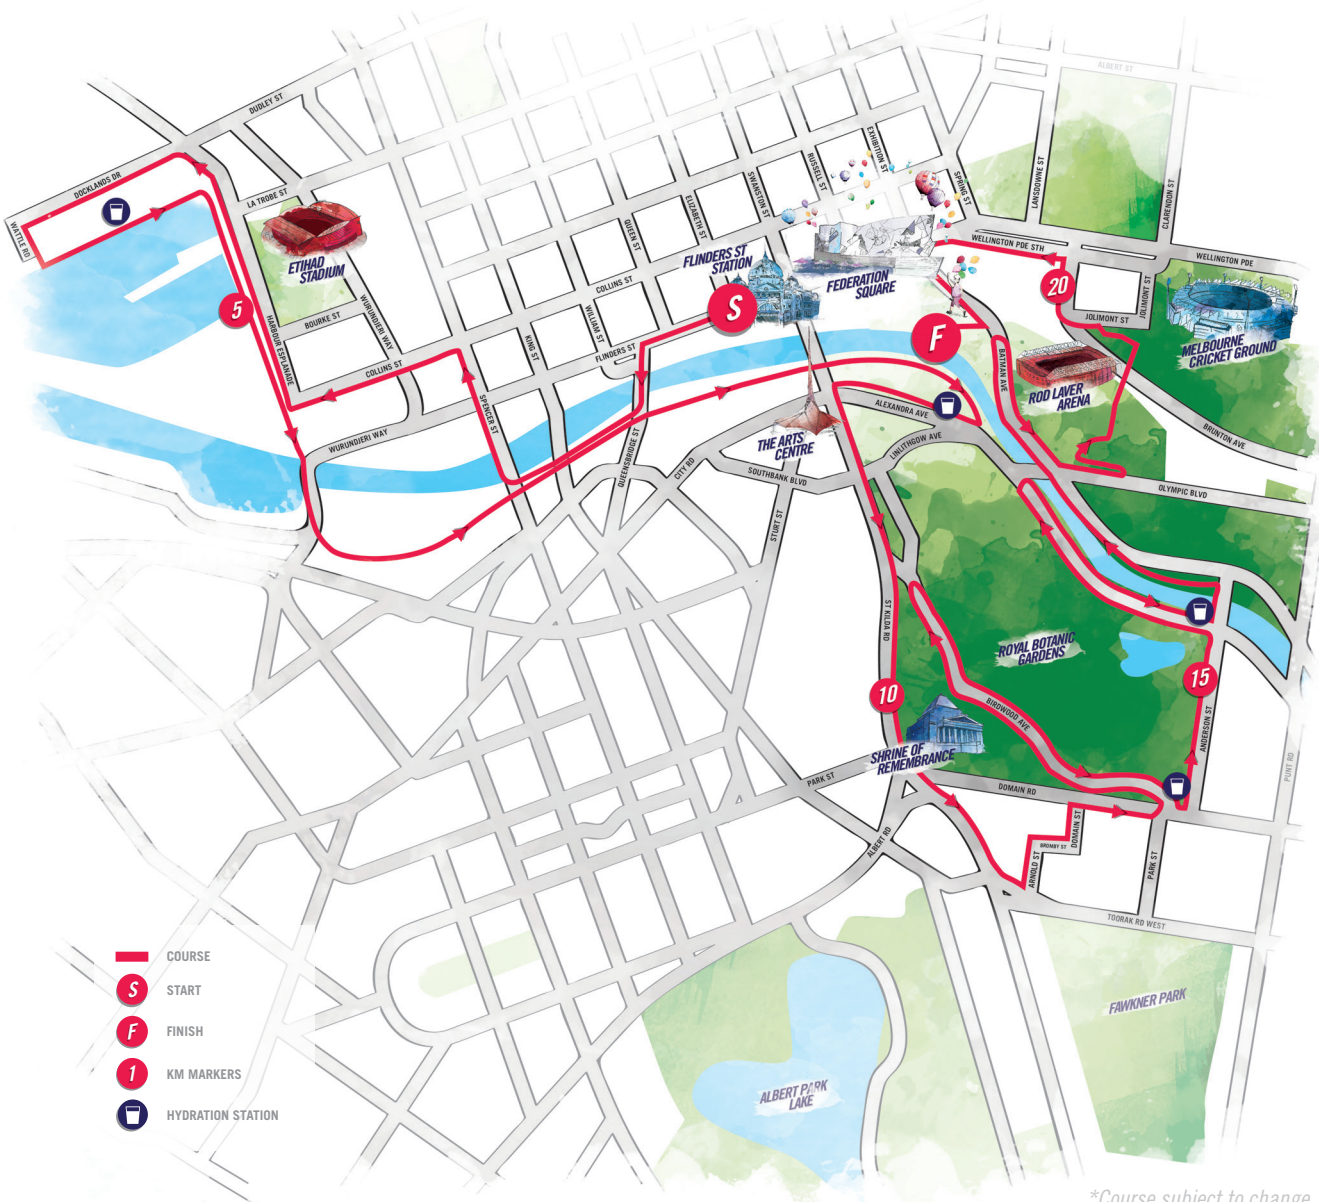 ALBERT ST
DUDLEY ST
EXHIBITION ST
RUSSELL ST
SPRING ST
LANSDOWNE ST
CLARENDON ST
SWANSTON ST
ELIZABETH ST
DOCKLANDS DR
LA TROBE ST
WATTLE RD
QUEEN ST
FLINDERS ST
STATION
WELLINGTON PDE STH
WELLINGTON PDE
ETIHAD
STADIUM
COLLINS ST
FEDERATION
SQUARE
20
JOLIMONT ST
JOLIMONT ST
S
5
WURUNDJERI WAY
BOURKE ST
HARBOUR ESPLANADE
WILLIAM ST
KING ST
FLINDERS ST
F
MELBOURNE
CRICKET GROUND
BATMAN AVE
COLLINS ST
ROD LAVER
ARENA
SPENCER ST
ALEXANDRA AVE
BRUNTON AVE
WURUNDJERI WAY
THE ARTS
CENTRE
LINLITHGOW AVE
QUEENSBRIDGE ST
CITY RD
SOUTHBANK BLVD
OLYMPIC BLVD
STURT ST
ST KILDA RD
ROYAL BOTANIC
GARDENS
10
15
BIRDWOOD AVE
ANDERSON ST
SHRINE OF
REMEMBRANCE
PUNT RD
PARK ST
DOMAIN RD
ALBERT RD
DOMAIN ST
BROMBY ST
ARNOLD ST
PARK ST
TOORAK RD WEST
COURSE
S START
F FINISH
1 KM MARKERS
HYDRATION STATION
FAWKNER PARK
ALBERT PARK
LAKE
*Course subject to change